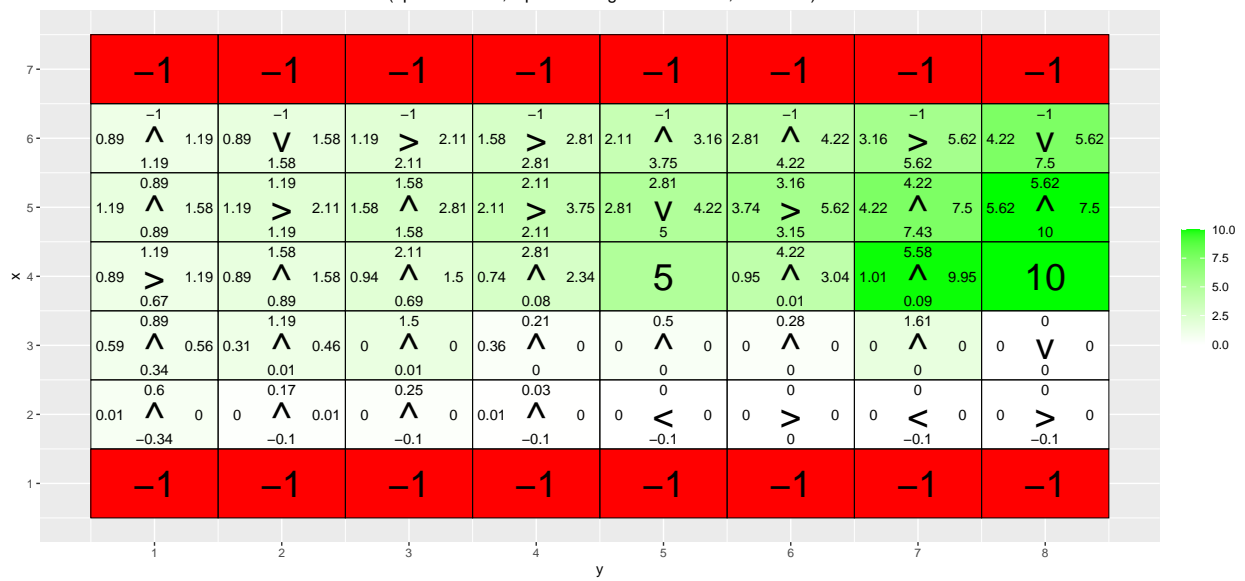 7 –1 –1 –1 –1 –1 –1 –1 –1
–1 –1 –1 –1 –1 –1 –1 –1
6 0.89 ^ 1.19 0.89 v 1.58 1.19 > 2.11 1.58 > 2.81 2.11 ^ 3.16 2.81 ^ 4.22 3.16 > 5.62 4.22 v 5.62
1.19 1.58 2.11 2.81 3.75 4.22 5.62 7.5
0.89 1.19 1.58 2.11 2.81 3.16 4.22 5.62
5 1.19 ^ 1.58 1.19 > 2.11 1.58 ^ 2.81 2.11 > 3.75 2.81 v 4.22 3.74 > 5.62 4.22 ^ 7.5 5.62 ^ 7.5
0.89 1.19 1.58 2.11 5 3.15 7.43 10
1.19 1.58 2.11 2.81 4.22 5.58
4 0.89 > 1.19 0.89 ^ 1.58 0.94 ^ 1.5 0.74 ^ 2.34 5 0.95 ^ 3.04 1.01 ^ 9.95 10
0.67 0.89 0.69 0.08 0.01 0.09
0.89 1.19 1.5 0.21 0.5 0.28 1.61 0
3 0.59 ^ 0.56 0.31 ^ 0.46 0 ^ 0 0.36 ^ 0 0 ^ 0 0 ^ 0 0 ^ 0 0 v 0
0.34 0.01 0.01 0 0 0 0 0
0.6 0.17 0.25 0.03 0 0 0 0
2 0.01 ^ 0 0 ^ 0.01 0 ^ 0 0.01 ^ 0 0 < 0 0 > 0 0 < 0 0 > 0
–0.34 –0.1 –0.1 –0.1 –0.1 0 –0.1 –0.1
1 –1 –1 –1 –1 –1 –1 –1 –1
1 2 3 4 5 6 7 8
y
x
10.0
7.5
5.0
2.5
0.0